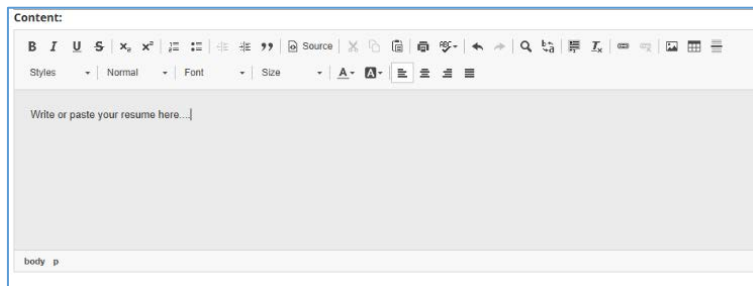 Content:
B I U S x₂ x² Source
Styles Normal Font Size A A
Write or paste your resume here....
body p